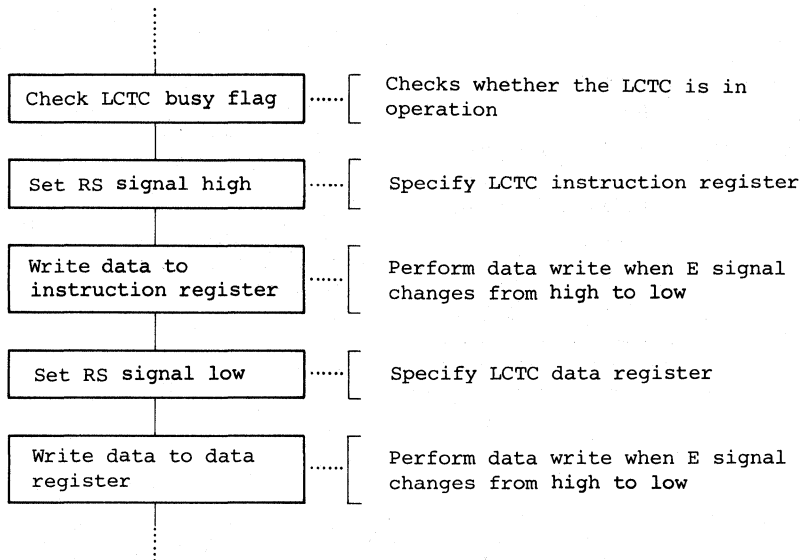 Check LCTC busy flag
Checks whether the LCTC is in
operation
Set RS signal high
Specify LCTC instruction register
Write data to
instruction register
Perform data write when E signal
changes from high to low
Set RS signal low
Specify LCTC data register
Write data to data
register
Perform data write when E signal
changes from high to low